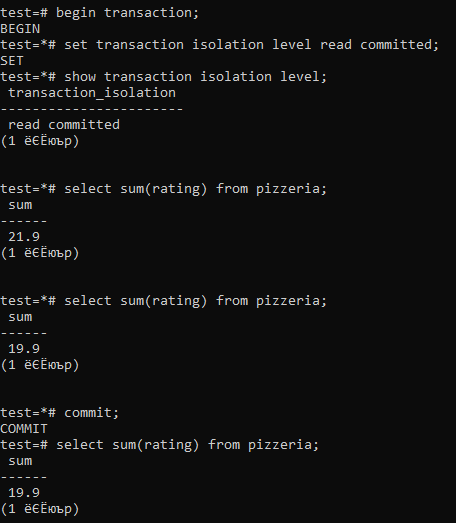 test=# begin transaction;
BEGIN
test=*# set transaction isolation level read committed;
SET
test=*# show transaction isolation level;
 transaction_isolation
-----------------------
 read committed
(1 ёЄЁюър)
test=*# select sum(rating) from pizzeria;
 sum
------
 21.9
(1 ёЄЁюър)
test=*# select sum(rating) from pizzeria;
 sum
------
 19.9
(1 ёЄЁюър)
test=*# commit;
COMMIT
test=# select sum(rating) from pizzeria;
 sum
------
 19.9
(1 ёЄЁюър)